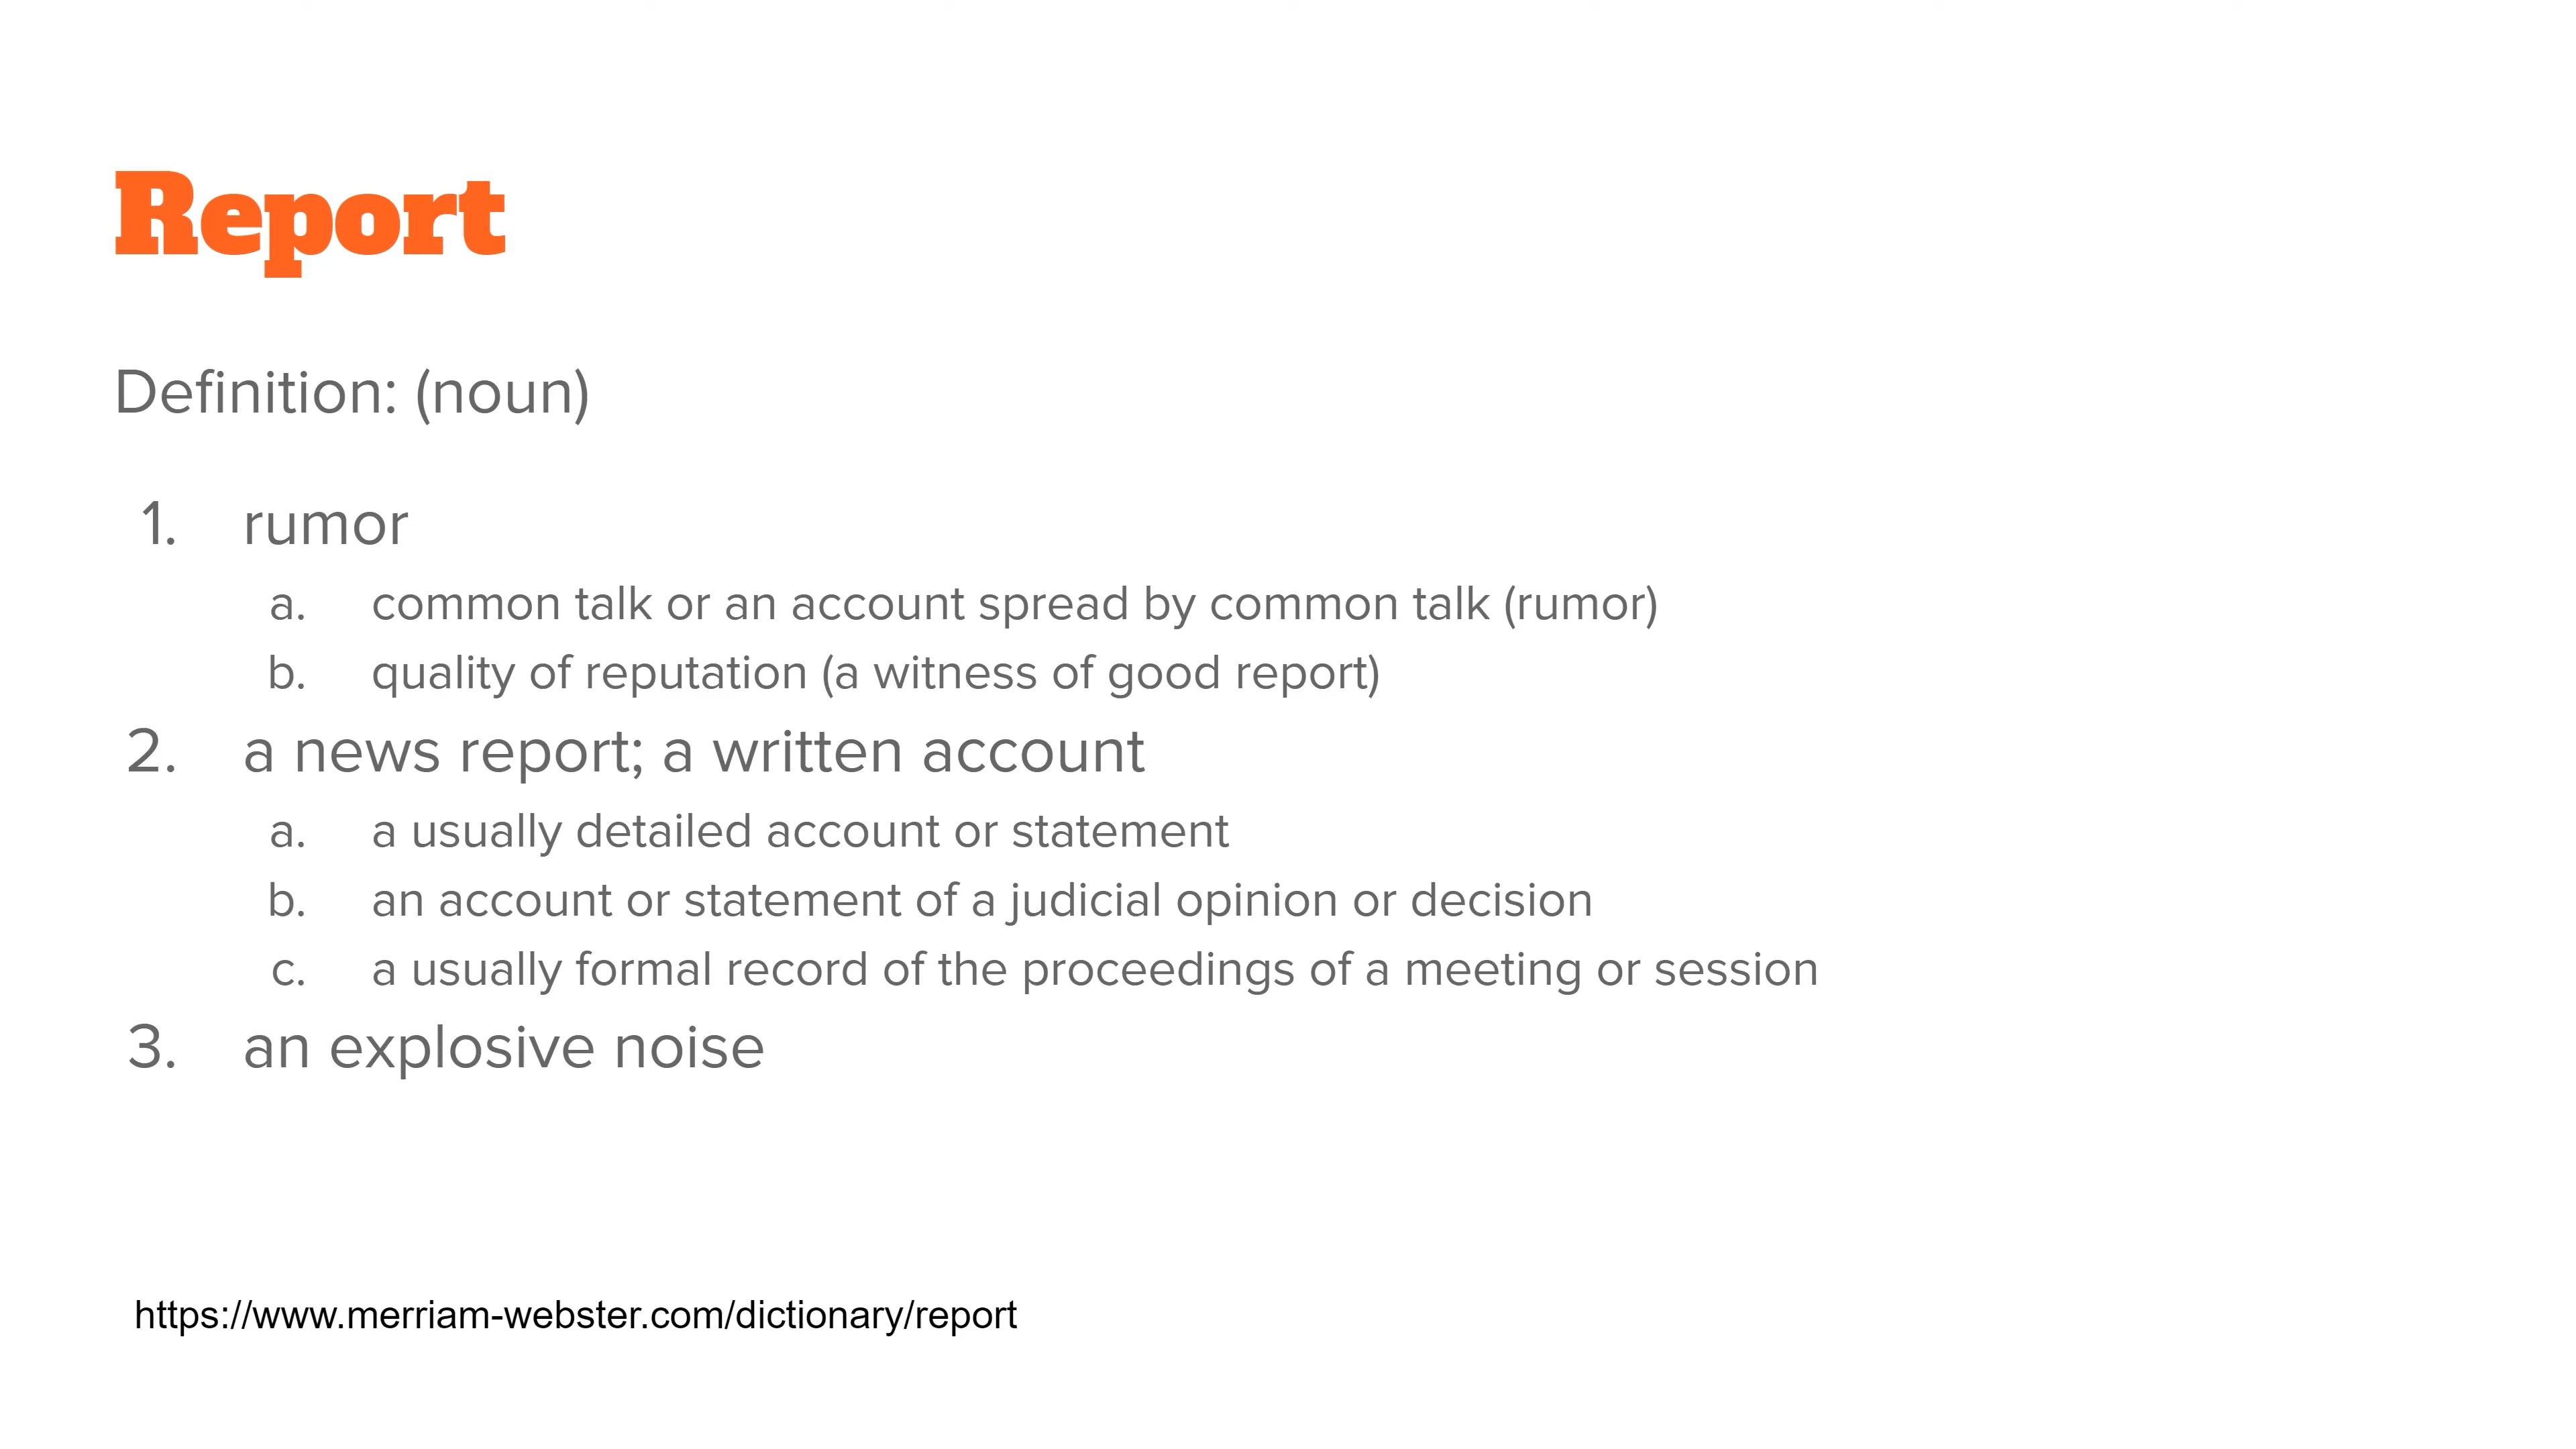 Report
Definition: (noun)
1. rumor
a. common talk or an account spread by common talk (rumor)
b. quality of reputation (a witness of good report)
2. a news report; a written account
a. a usually detailed account or statement
b. an account or statement of a judicial opinion or decision
c. a usually formal record of the proceedings of a meeting or session
3. an explosive noise
https://www.merriam-webster.com/dictionary/report